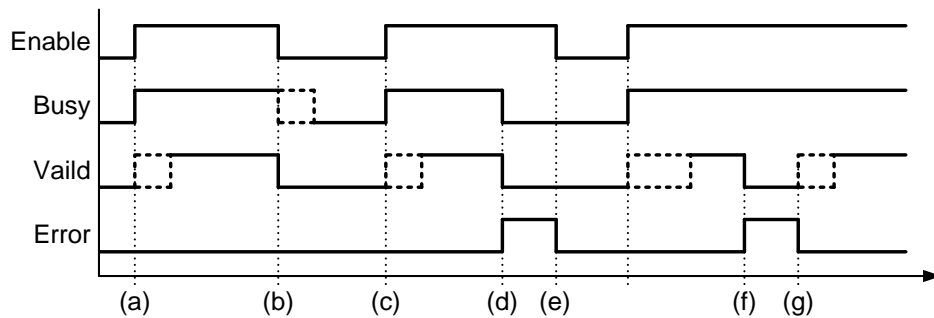 Enable
Busy
Vaild
Error
(a) (b) (c) (d) (e) (f) (g)